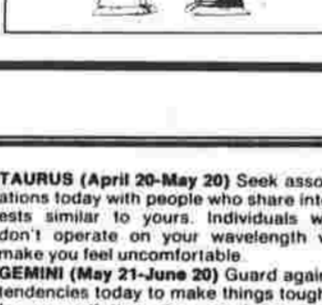 TAURUS (April 20-May 20) Seek asso
ations today with people who share int
ests similar to yours. Individuals w
don't operate on your wavelength w
make you feel uncomfortable.
GEMINI (May 21-June 20) Guard again
tendencies today to make things tough